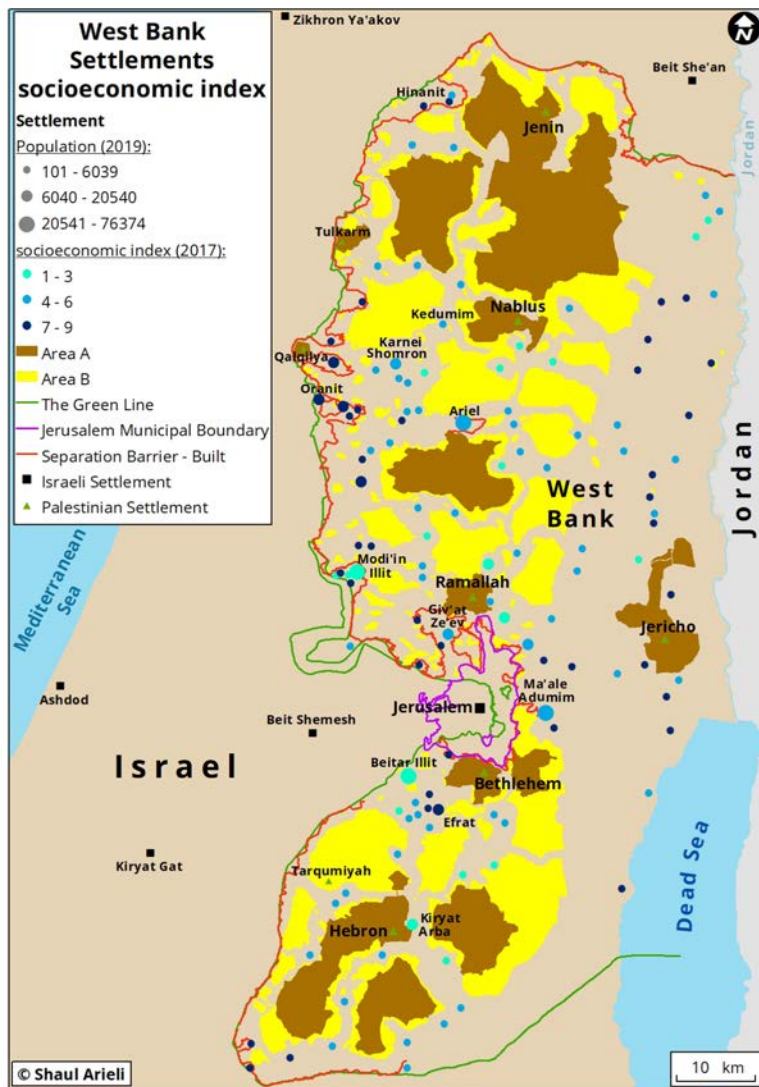 West Bank
Settlements
socioeconomic index
Settlement
Population (2019):
101 - 6039
6040 - 20540
20541 - 76374
socioeconomic index (2017):
1 - 3
4 - 6
7 - 9
Area A
Area B
The Green Line
Jerusalem Municipal Boundary
Separation Barrier - Built
Israeli Settlement
Palestinian Settlement
Zikhron Ya'akov
N
Beit She'an
Hinanit
Jenin
Jordan
Tulkarm
Kedumim
Nablus
Karnei
Shomron
Qalqilya
Oranit
Ariel
West
Bank
Jordan
Mediterranean
Sea
Modi'in
Illit
Ramallah
Giv'at
Ze'ev
Jericho
Ashdod
Jerusalem
Ma'ale
Adumim
Beit Shemesh
Israel
Beitar Illit
Bethlehem
Efrat
Kiryat Gat
Tarqumiyah
Dead Sea
Hebron
Kiryat
Arba
© Shaul Arieli
10 km